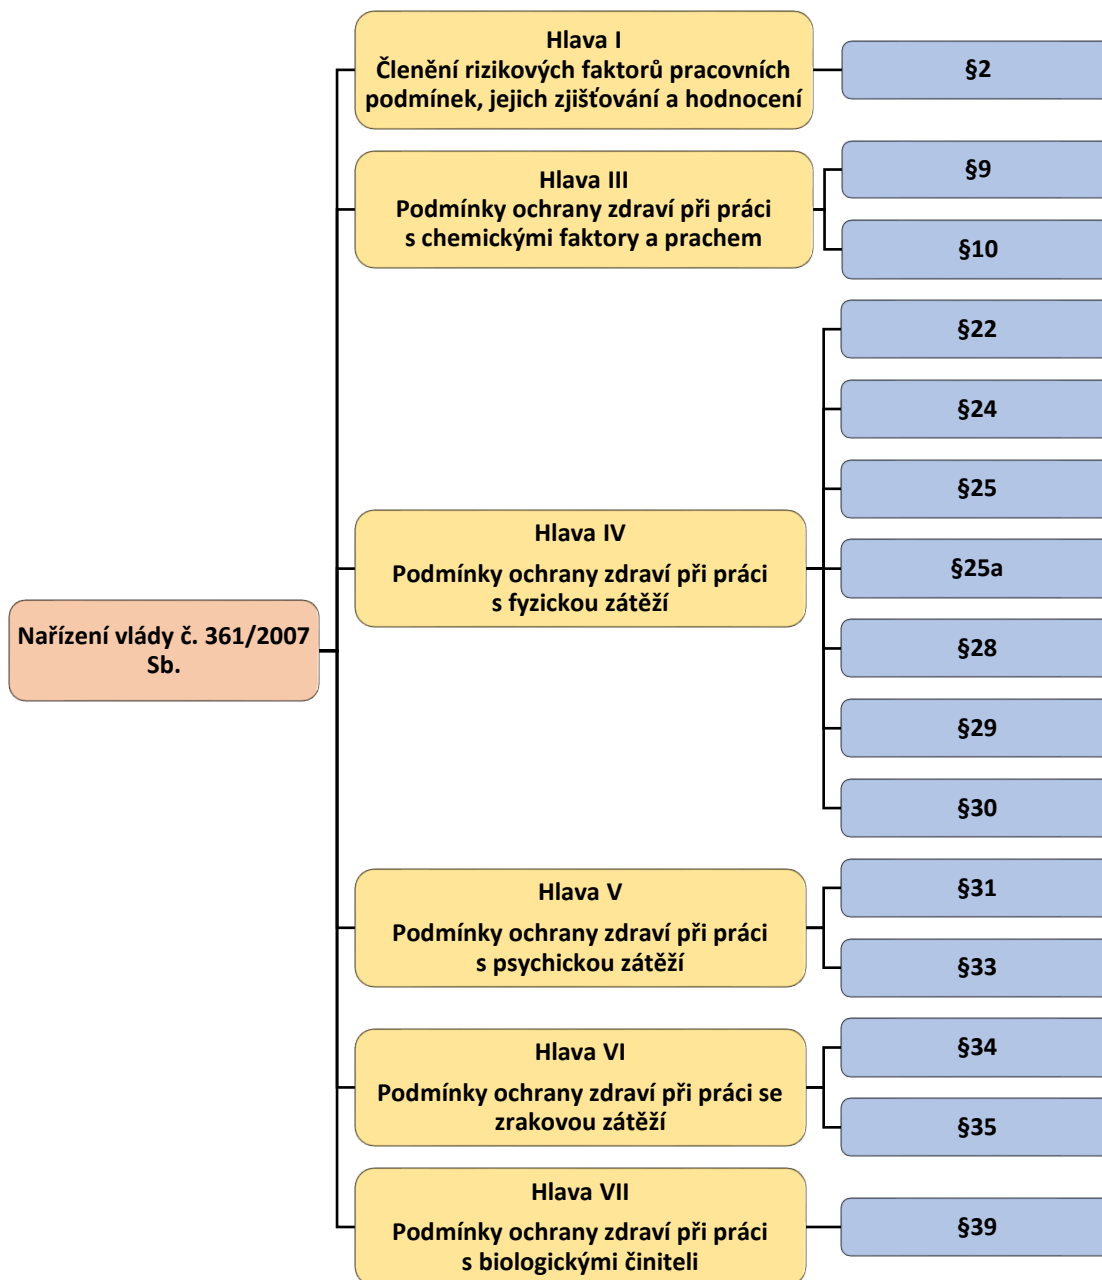 Nařízení vlády č. 361/2007
Sb.
Hlava I
Členění rizikových faktorů pracovních
podmínek, jejich zjišťování a hodnocení
§2
Hlava III
Podmínky ochrany zdraví při práci
s chemickými faktory a prachem
§9
§10
Hlava IV
Podmínky ochrany zdraví při práci
s fyzickou zátěží
§22
§24
§25
§25a
§28
§29
§30
Hlava V
Podmínky ochrany zdraví při práci
s psychickou zátěží
§31
§33
Hlava VI
Podmínky ochrany zdraví při práci se
zrakovou zátěží
§34
§35
Hlava VII
Podmínky ochrany zdraví při práci
s biologickými činiteli
§39